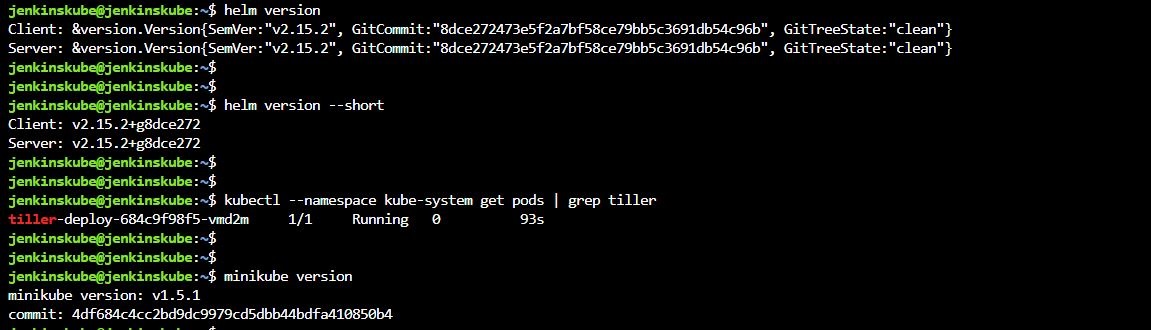 jenkinskube@jenkinskube:~$ helm version
Client: &version.Version{SemVer:"v2.15.2", GitCommit:"8dce272473e5f2a7bf58ce79bb5c3691db54c96b", GitTreeState:"clean"}
Server: &version.Version{SemVer:"v2.15.2", GitCommit:"8dce272473e5f2a7bf58ce79bb5c3691db54c96b", GitTreeState:"clean"}
jenkinskube@jenkinskube:~$
jenkinskube@jenkinskube:~$
jenkinskube@jenkinskube:~$ helm version --short
Client: v2.15.2+g8dce272
Server: v2.15.2+g8dce272
jenkinskube@jenkinskube:~$
jenkinskube@jenkinskube:~$
jenkinskube@jenkinskube:~$ kubectl --namespace kube-system get pods | grep tiller
tiller-deploy-684c9f98f5-vmd2m     1/1     Running   0          93s
jenkinskube@jenkinskube:~$
jenkinskube@jenkinskube:~$
jenkinskube@jenkinskube:~$ minikube version
minikube version: v1.5.1
commit: 4df684c4cc2bd9dc9979cd5dbb44bdfa410850b4